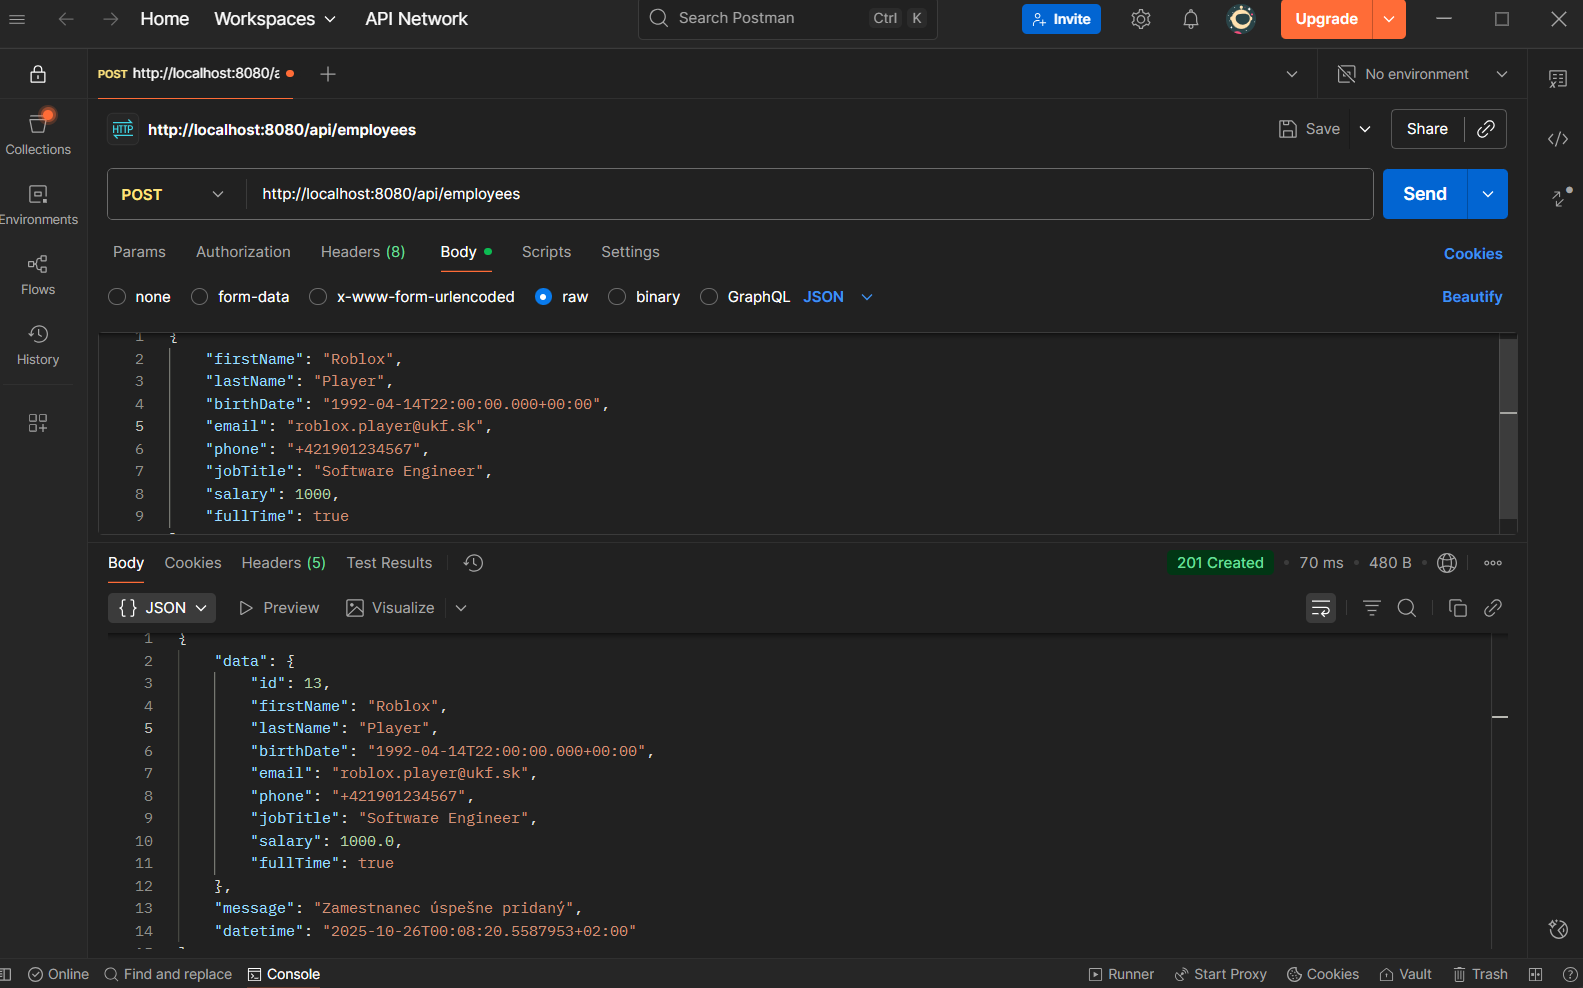 Home Workspaces API Network Search Postman Ctrl K Invite Upgrade
POST http://localhost:8080/a No environment
HTTP http://localhost:8080/api/employees Save Share
Collections
Environments
Flows
History
POST http://localhost:8080/api/employees Send
Params Authorization Headers (8) Body Scripts Settings Cookies
none form-data x-www-form-urlencoded raw binary GraphQL JSON Beautify
1 {
2 "firstName": "Roblox",
3 "lastName": "Player",
4 "birthDate": "1992-04-14T22:00:00.000+00:00",
5 "email": "roblox.player@ukf.sk",
6 "phone": "+421901234567",
7 "jobTitle": "Software Engineer",
8 "salary": 1000,
9 "fullTime": true
Body Cookies Headers (5) Test Results 201 Created • 70 ms • 480 B •
{} JSON Preview Visualize
1 {
2 "data": {
3 "id": 13,
4 "firstName": "Roblox",
5 "lastName": "Player",
6 "birthDate": "1992-04-14T22:00:00.000+00:00",
7 "email": "roblox.player@ukf.sk",
8 "phone": "+421901234567",
9 "jobTitle": "Software Engineer",
10 "salary": 1000.0,
11 "fullTime": true
12 },
13 "message": "Zamestnanec úspešne pridaný",
14 "datetime": "2025-10-26T00:08:20.5587953+02:00"
Online Find and replace Console Runner Start Proxy Cookies Vault Trash